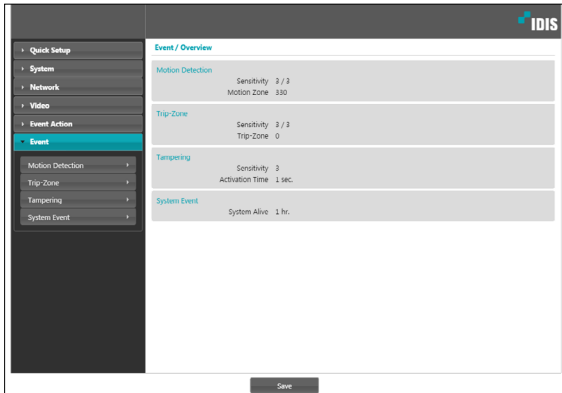 IDIS
Quick Setup
System
Network
Video
Event Action
Event
Motion Detection
Trip-Zone
Tampering
System Event
Event / Overview
Motion Detection
Sensitivity 3 / 3
Motion Zone 330
Trip-Zone
Sensitivity 3 / 3
Trip-Zone 0
Tampering
Sensitivity 3
Activation Time 1 sec.
System Event
System Alive 1 hr.
Save